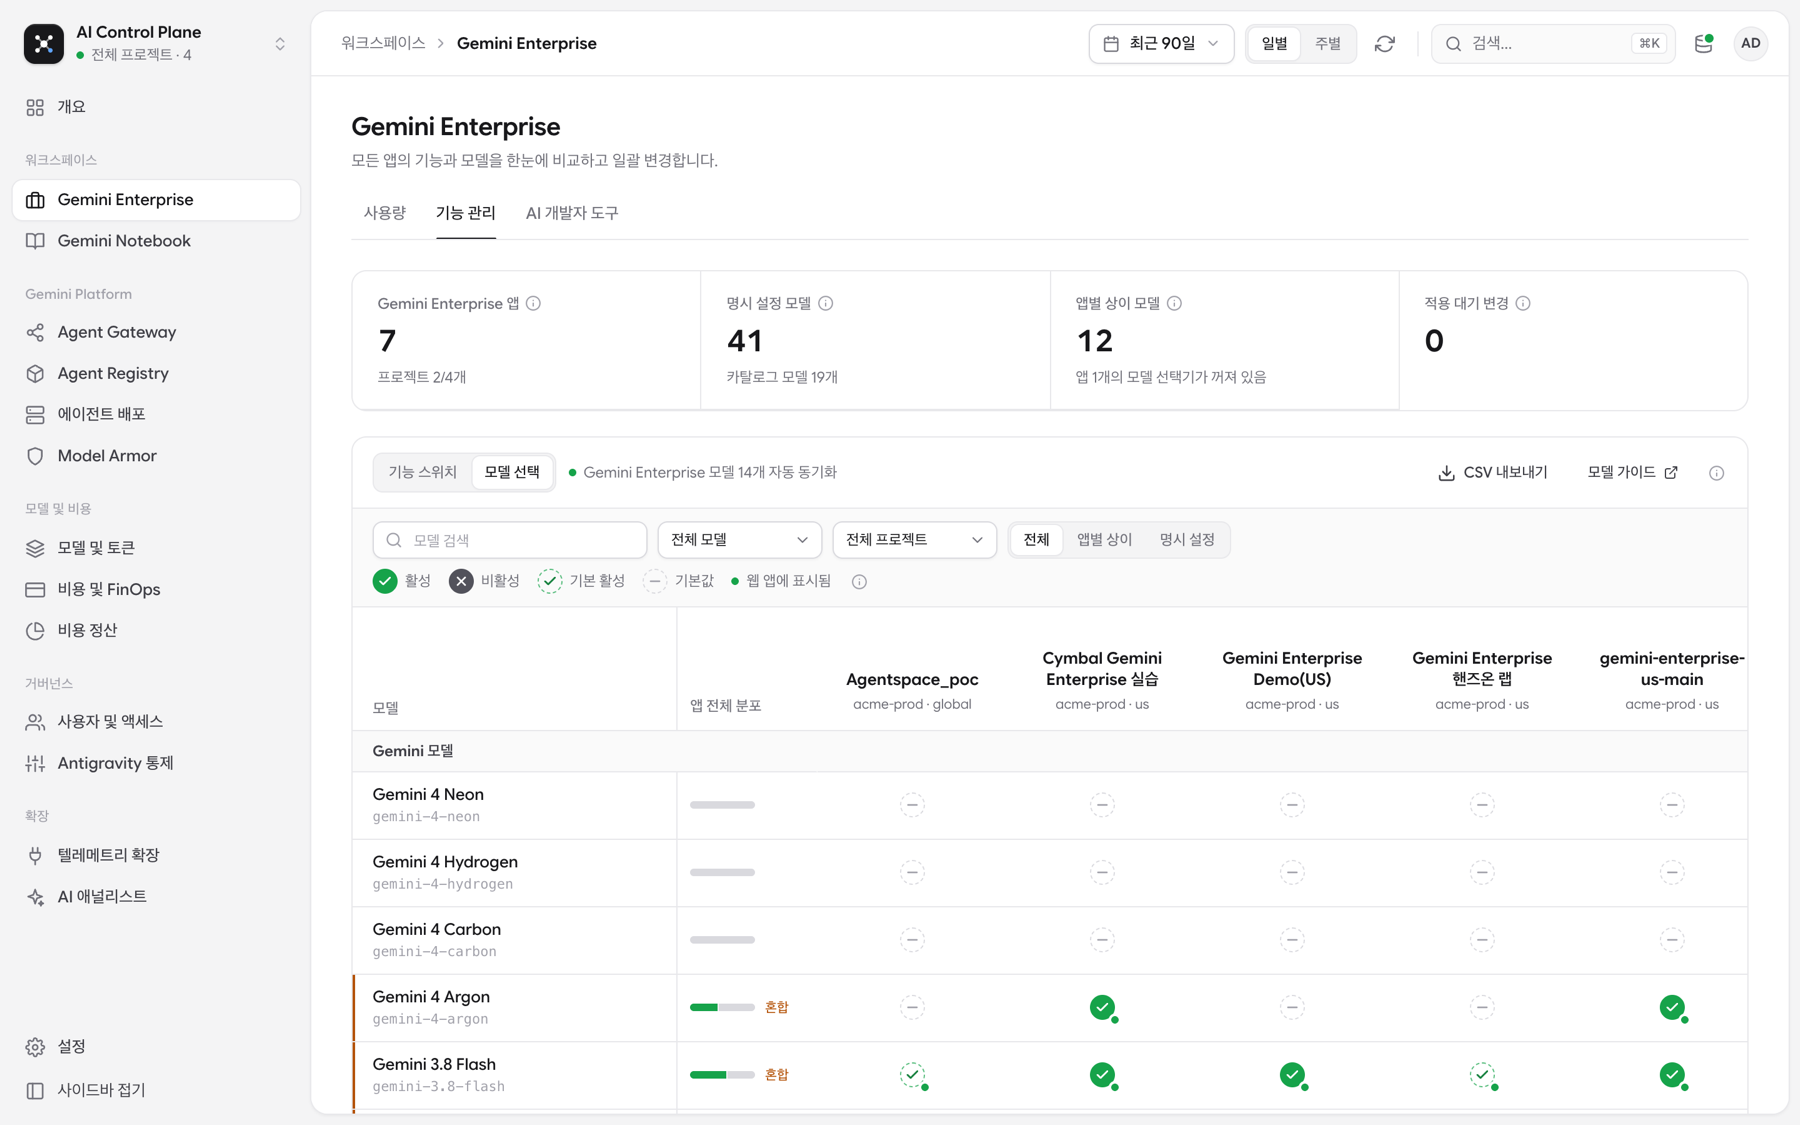 AI Control Plane
전체 프로젝트 · 4
개요
워크스페이스
Gemini Enterprise
Gemini Notebook
Gemini Platform
Agent Gateway
Agent Registry
에이전트 배포
Model Armor
모델 및 비용
모델 및 토큰
비용 및 FinOps
비용 정산
거버넌스
사용자 및 액세스
Antigravity 통제
확장
텔레메트리 확장
AI 애널리스트
설정
사이드바 접기
워크스페이스 > Gemini Enterprise
최근 90일
일별 주별
검색... ⌘K
AD
Gemini Enterprise
모든 앱의 기능과 모델을 한눈에 비교하고 일괄 변경합니다.
사용량 기능 관리 AI 개발자 도구
Gemini Enterprise 앱
7
프로젝트 2/4개
명시 설정 모델
41
카탈로그 모델 19개
앱별 상이 모델
12
앱 1개의 모델 선택기가 꺼져 있음
적용 대기 변경
0
기능 스위치 모델 선택 Gemini Enterprise 모델 14개 자동 동기화 CSV 내보내기 모델 가이드
모델 검색 전체 모델 전체 프로젝트 전체 앱별 상이 명시 설정
활성 비활성 기본 활성 기본값 웹 앱에 표시됨
모델
앱 전체 분포
Agentspace_poc
acme-prod · global
Cymbal Gemini
Enterprise 실습
acme-prod · us
Gemini Enterprise
Demo(US)
acme-prod · us
Gemini Enterprise
핸즈온 랩
acme-prod · us
gemini-enterprise-
us-main
acme-prod · us
Gemini 모델
Gemini 4 Neon
gemini-4-neon
Gemini 4 Hydrogen
gemini-4-hydrogen
Gemini 4 Carbon
gemini-4-carbon
Gemini 4 Argon
gemini-4-argon
혼합
Gemini 3.8 Flash
gemini-3.8-flash
혼합